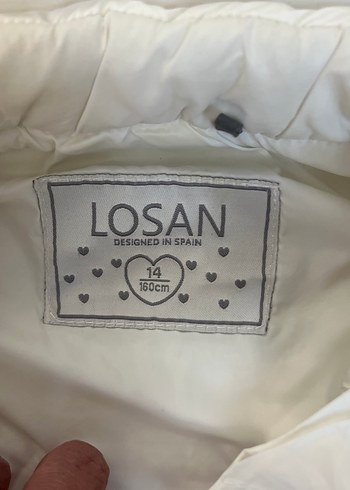 LOSAN
DESIGNED IN SPAIN
14
160cm